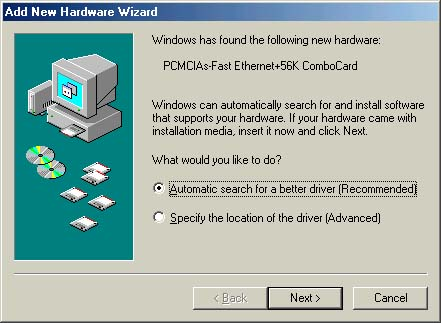 Add New Hardware Wizard
Windows has found the following new hardware:
PCMCIAs-Fast Ethernet+56K ComboCard
Windows can automatically search for and install software
that supports your hardware. If your hardware came with
installation media, insert it now and click Next.
What would you like to do?
Automatic search for a better driver (Recommended)
Specify the location of the driver (Advanced)
< Back
Next >
Cancel